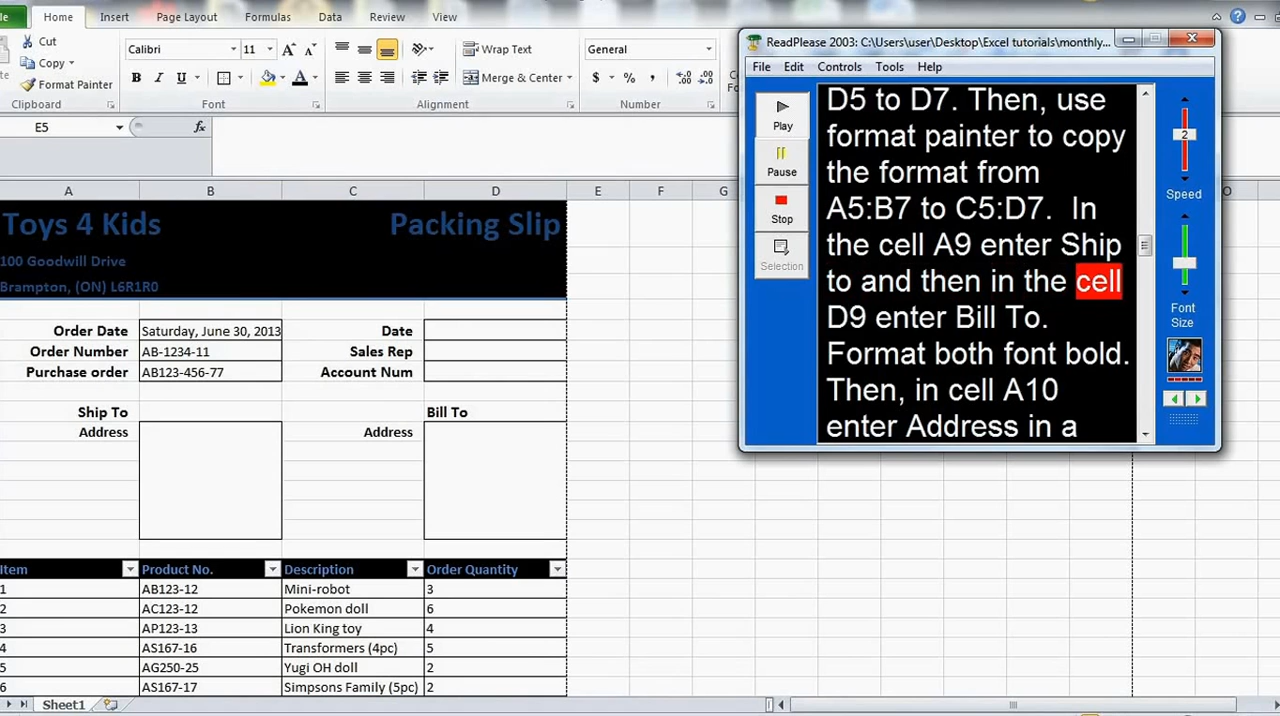 Home Insert Page Layout Formulas Data Review View
Cut
Copy
Format Painter
Clipboard
Calibri 11
B I U
Font
Wrap Text
Merge & Center
Alignment
General
$ % ,
Number
E5
fx
A B C D E F G
Toys 4 Kids Packing Slip
100 Goodwill Drive
Brampton, (ON) L6R1R0
Order Date Saturday, June 30, 2013 Date
Order Number AB-1234-11 Sales Rep
Purchase order AB123-456-77 Account Num
Ship To Bill To
Address Address
Item Product No. Description Order Quantity
1 AB123-12 Mini-robot 3
2 AC123-12 Pokemon doll 6
3 AP123-13 Lion King toy 4
4 AS167-16 Transformers (4pc) 5
5 AG250-25 Yugi OH doll 2
6 AS167-17 Simpsons Family (5pc) 2
Sheet1
ReadPlease 2003: C:\Users\user\Desktop\Excel tutorials\monthly...
File Edit Controls Tools Help
Play
Pause
Stop
Selection
D5 to D7. Then, use
format painter to copy
the format from
A5:B7 to C5:D7. In
the cell A9 enter Ship
to and then in the cell
D9 enter Bill To.
Format both font bold.
Then, in cell A10
enter Address in a
2
Speed
Font
Size
O